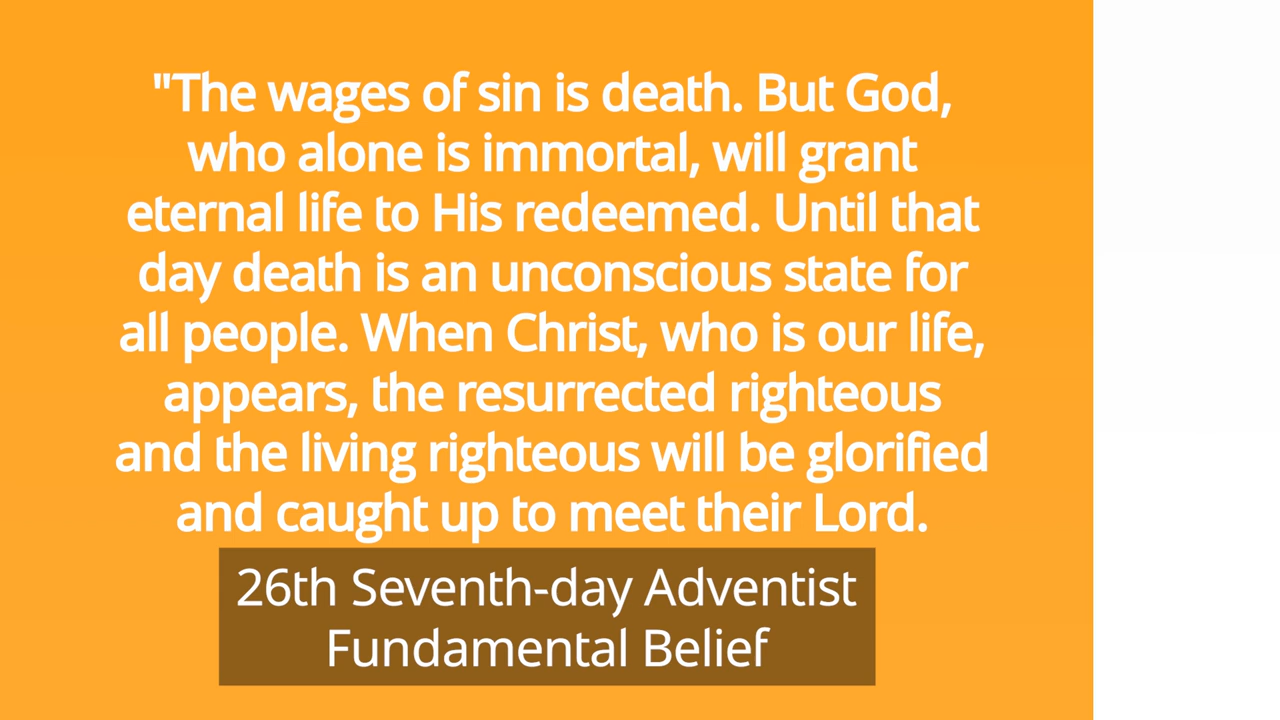 "The wages of sin is death. But God,
who alone is immortal, will grant
eternal life to His redeemed. Until that
day death is an unconscious state for
all people. When Christ, who is our life,
appears, the resurrected righteous
and the living righteous will be glorified
and caught up to meet their Lord.
26th Seventh-day Adventist
Fundamental Belief